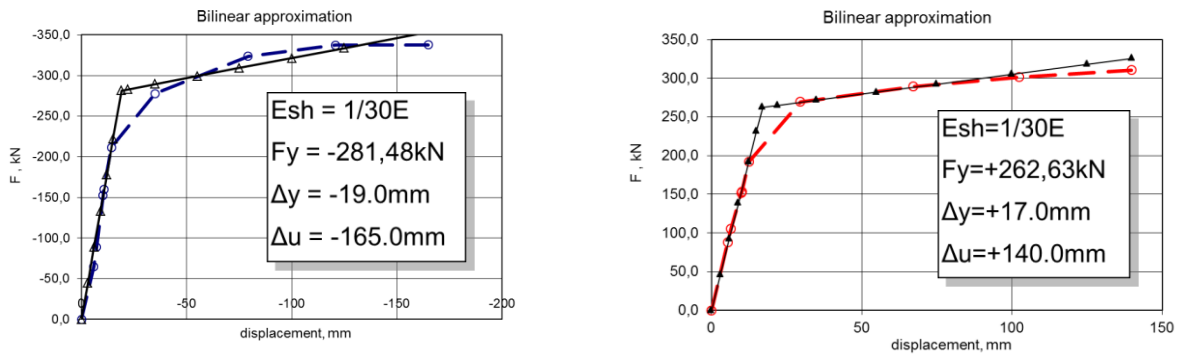 Bilinear approximation
-350,0
-300,0
-250,0
-200,0
-150,0
-100,0
-50,0
0,0
F, kN
0
-50
-100
-150
-200
displacement, mm
Esh = 1/30E
Fy = -281,48kN
Δy = -19.0mm
Δu = -165.0mm
Bilinear approximation
350,0
300,0
250,0
200,0
150,0
100,0
50,0
0,0
F, kN
0
50
100
150
displacement, mm
Esh=1/30E
Fy=+262,63kN
Δy=+17.0mm
Δu=+140.0mm